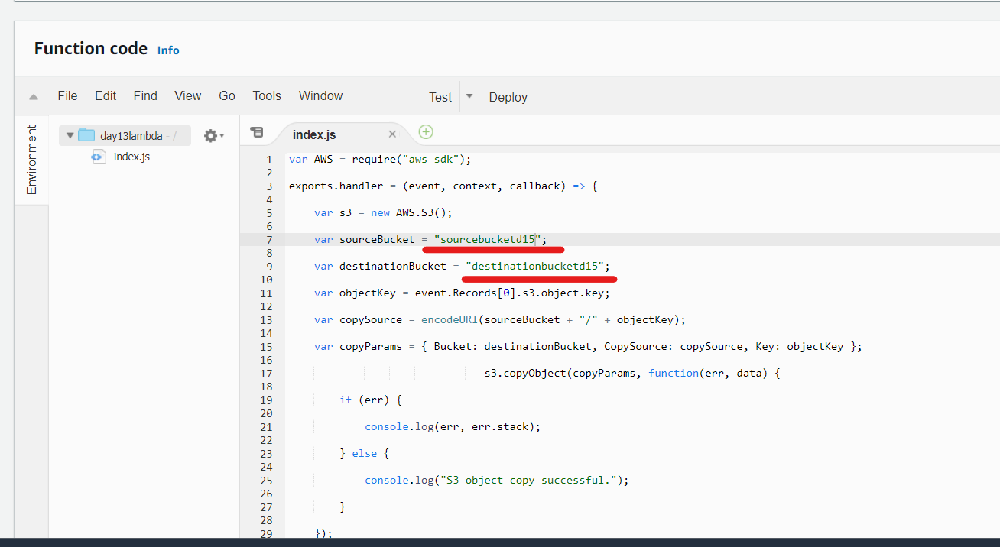 Function code Info
File Edit Find View Go Tools Window Test Deploy
Environment
day13lambda - /
index.js
index.js
1 var AWS = require("aws-sdk");
2
3 exports.handler = (event, context, callback) => {
4
5 var s3 = new AWS.S3();
6
7 var sourceBucket = "sourcebucketd15";
8
9 var destinationBucket = "destinationbucketd15";
10
11 var objectKey = event.Records[0].s3.object.key;
12
13 var copySource = encodeURI(sourceBucket + "/" + objectKey);
14
15 var copyParams = { Bucket: destinationBucket, CopySource: copySource, Key: objectKey };
16
17 s3.copyObject(copyParams, function(err, data) {
18
19 if (err) {
20
21 console.log(err, err.stack);
22
23 } else {
24
25 console.log("S3 object copy successful.");
26
27 }
28
29 });